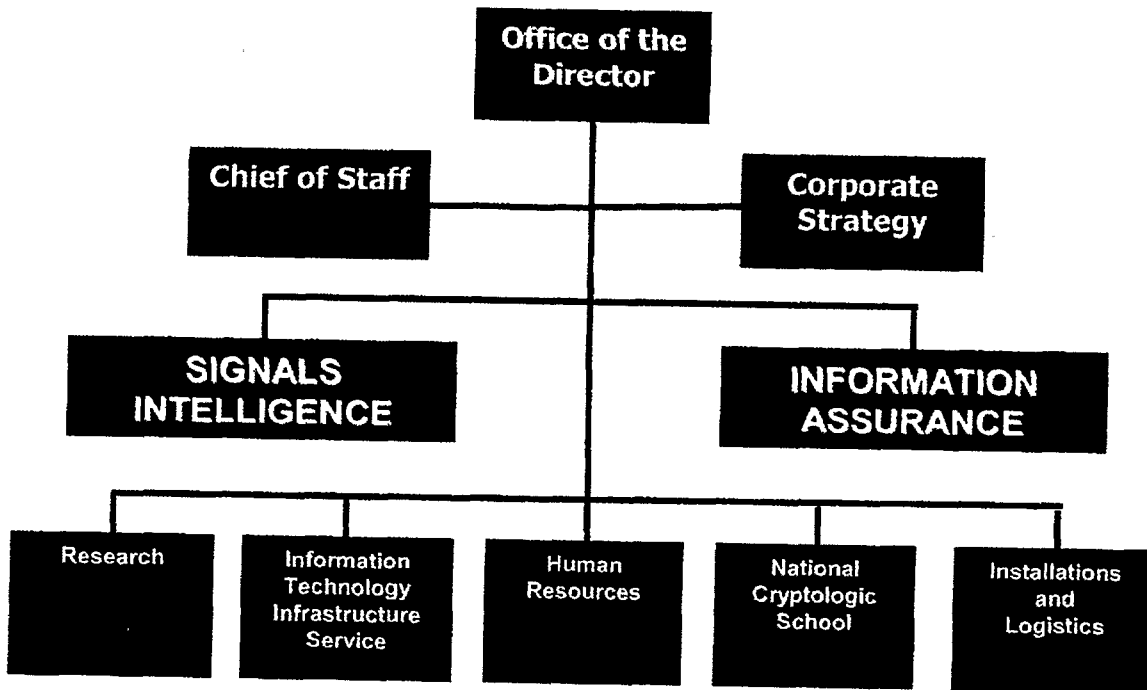 Office of the
Director
Chief of Staff
Corporate
Strategy
SIGNALS
INTELLIGENCE
INFORMATION
ASSURANCE
Research
Information
Technology
Infrastructure
Service
Human
Resources
National
Cryptologic
School
Installations
and
Logistics